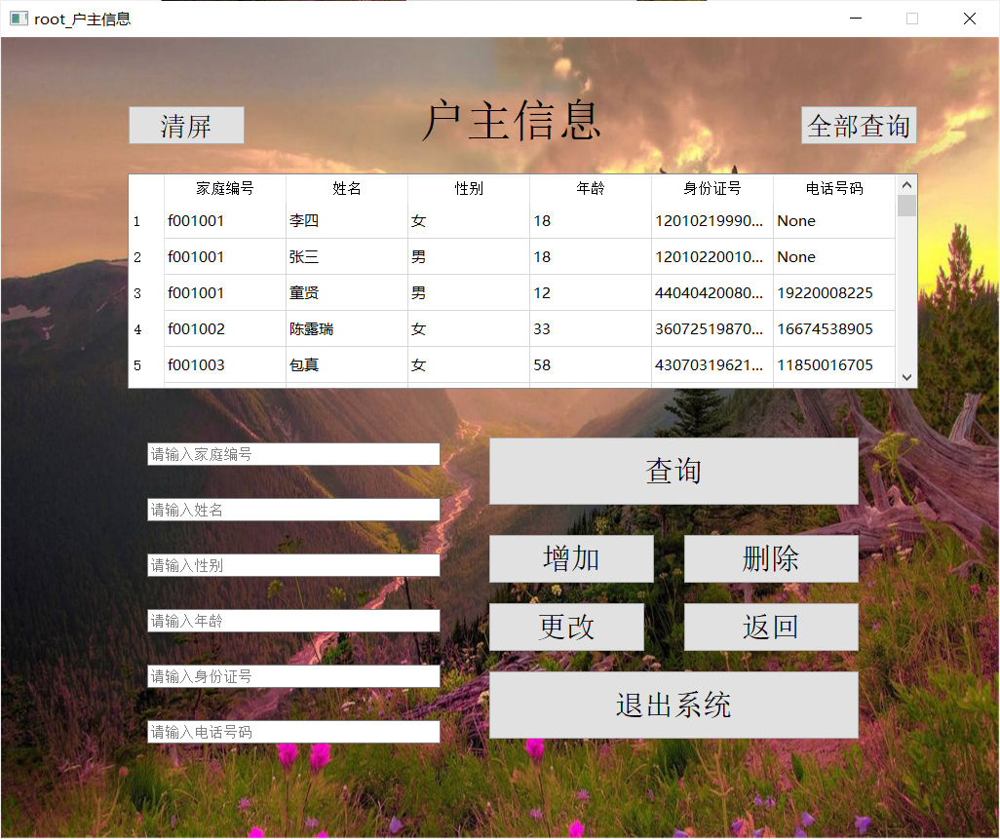 root_户主信息
清屏 户主信息 全部查询
家庭编号 姓名 性别 年龄 身份证号 电话号码
1 f001001 李四 女 18 12010219990... None
2 f001001 张三 男 18 12010220010... None
3 f001001 童贤 男 12 44040420080... 19220008225
4 f001002 陈露瑞 女 33 36072519870... 16674538905
5 f001003 包真 女 58 43070319621... 11850016705
请输入家庭编号
请输入姓名
请输入性别
请输入年龄
请输入身份证号
请输入电话号码
查询
增加 删除
更改 返回
退出系统